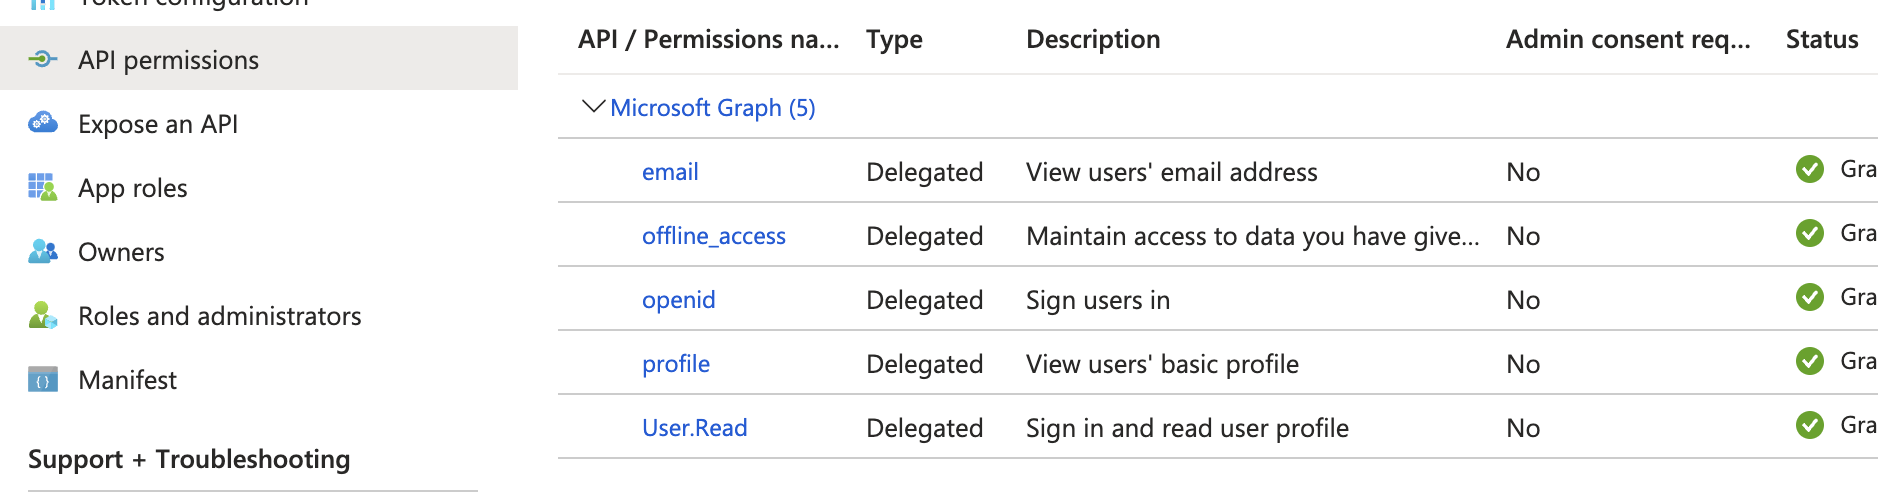 Token configuration
API permissions
Expose an API
App roles
Owners
Roles and administrators
Manifest
Support + Troubleshooting
API / Permissions na... Type Description Admin consent req... Status
Microsoft Graph (5)
email Delegated View users' email address No Gra
offline_access Delegated Maintain access to data you have give... No Gra
openid Delegated Sign users in No Gra
profile Delegated View users' basic profile No Gra
User.Read Delegated Sign in and read user profile No Gra